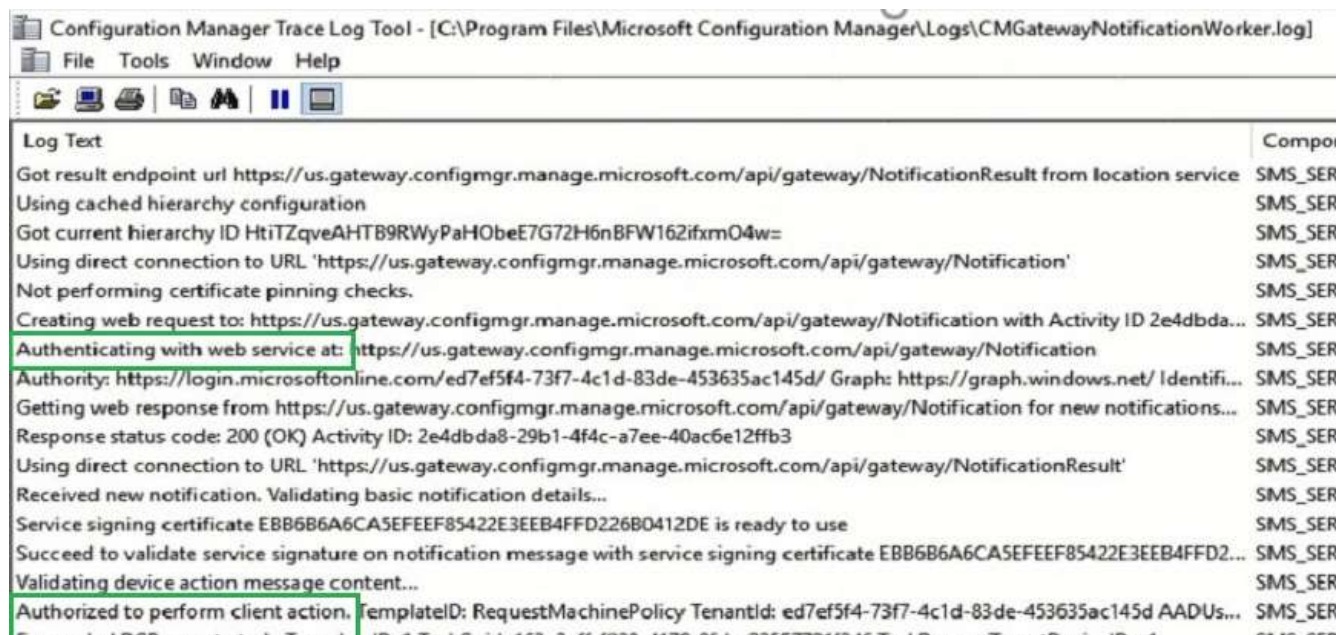 Configuration Manager Trace Log Tool - [C:\Program Files\Microsoft Configuration Manager\Logs\CMGatewayNotificationWorker.log]
File Tools Window Help
Log Text Compo
Got result endpoint url https://us.gateway.configmgr.manage.microsoft.com/api/gateway/NotificationResult from location service SMS_SER
Using cached hierarchy configuration SMS_SER
Got current hierarchy ID HtiTZqveAHTB9RWyPaHObeE7G72H6nBFW162ifxmO4w= SMS_SER
Using direct connection to URL 'https://us.gateway.configmgr.manage.microsoft.com/api/gateway/Notification' SMS_SER
Not performing certificate pinning checks. SMS_SER
Creating web request to: https://us.gateway.configmgr.manage.microsoft.com/api/gateway/Notification with Activity ID 2e4dbda... SMS_SER
Authenticating with web service at: https://us.gateway.configmgr.manage.microsoft.com/api/gateway/Notification SMS_SER
Authority: https://login.microsoftonline.com/ed7ef5f4-73f7-4c1d-83de-453635ac145d/ Graph: https://graph.windows.net/ Identifi... SMS_SER
Getting web response from https://us.gateway.configmgr.manage.microsoft.com/api/gateway/Notification for new notifications... SMS_SER
Response status code: 200 (OK) Activity ID: 2e4dbda8-29b1-4f4c-a7ee-40ac6e12ffb3 SMS_SER
Using direct connection to URL 'https://us.gateway.configmgr.manage.microsoft.com/api/gateway/NotificationResult' SMS_SER
Received new notification. Validating basic notification details... SMS_SER
Service signing certificate EBB6B6A6CA5EFEEF85422E3EEB4FFD226B0412DE is ready to use SMS_SER
Succeed to validate service signature on notification message with service signing certificate EBB6B6A6CA5EFEEF85422E3EEB4FFD2... SMS_SER
Validating device action message content... SMS_SER
Authorized to perform client action. TemplateID: RequestMachinePolicy TenantId: ed7ef5f4-73f7-4c1d-83de-453635ac145d AADUs... SMS_SER